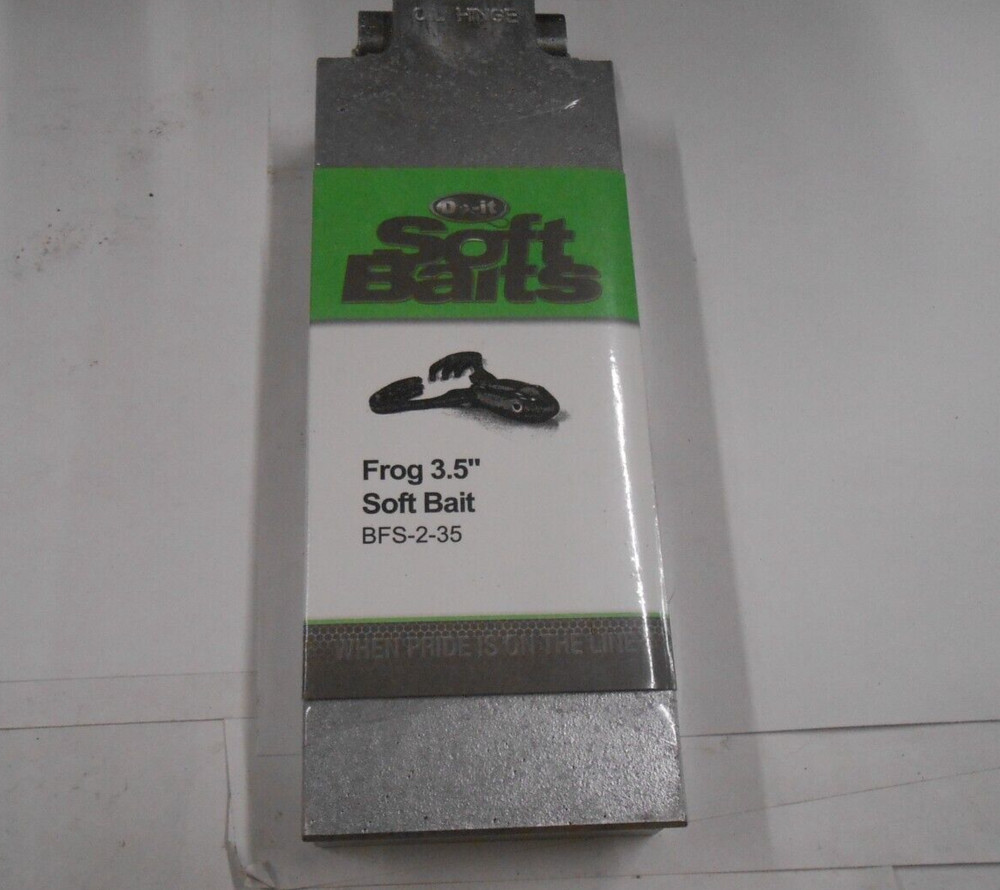 OIL HINGE
Do-it
Soft
Baits
Frog 3.5"
Soft Bait
BFS-2-35
WHEN PRIDE IS ON THE LINE